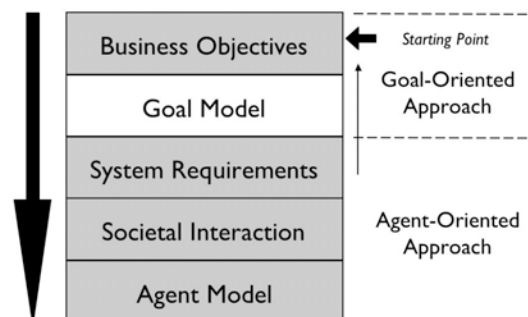 Business Objectives
Starting Point
Goal Model
Goal-Oriented
Approach
System Requirements
Societal Interaction
Agent-Oriented
Approach
Agent Model